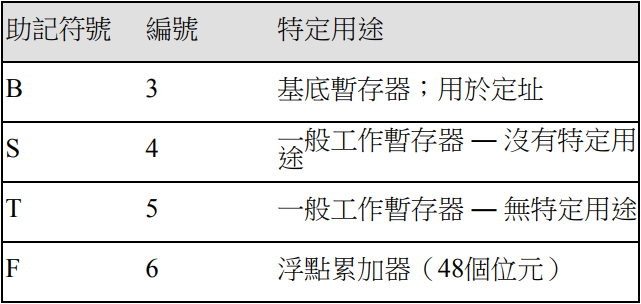 助記符號 編號 特定用途
B 3 基底暫存器；用於定址
S 4 一般工作暫存器 — 沒有特定用
途
T 5 一般工作暫存器 — 無特定用途
F 6 浮點累加器（48個位元）